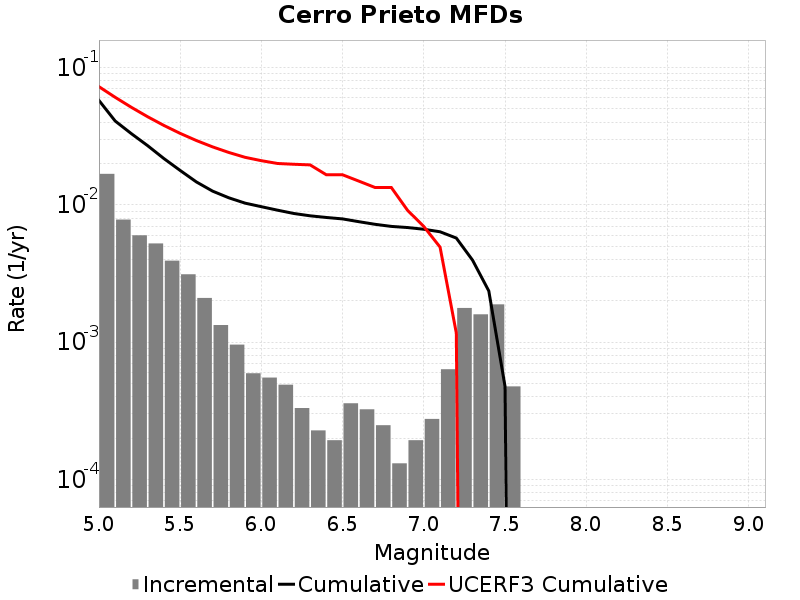 Cerro Prieto MFDs
Rate (1/yr)
10-1
10-2
10-3
10-4
5.0 5.5 6.0 6.5 7.0 7.5 8.0 8.5 9.0
Magnitude
Incremental Cumulative UCERF3 Cumulative